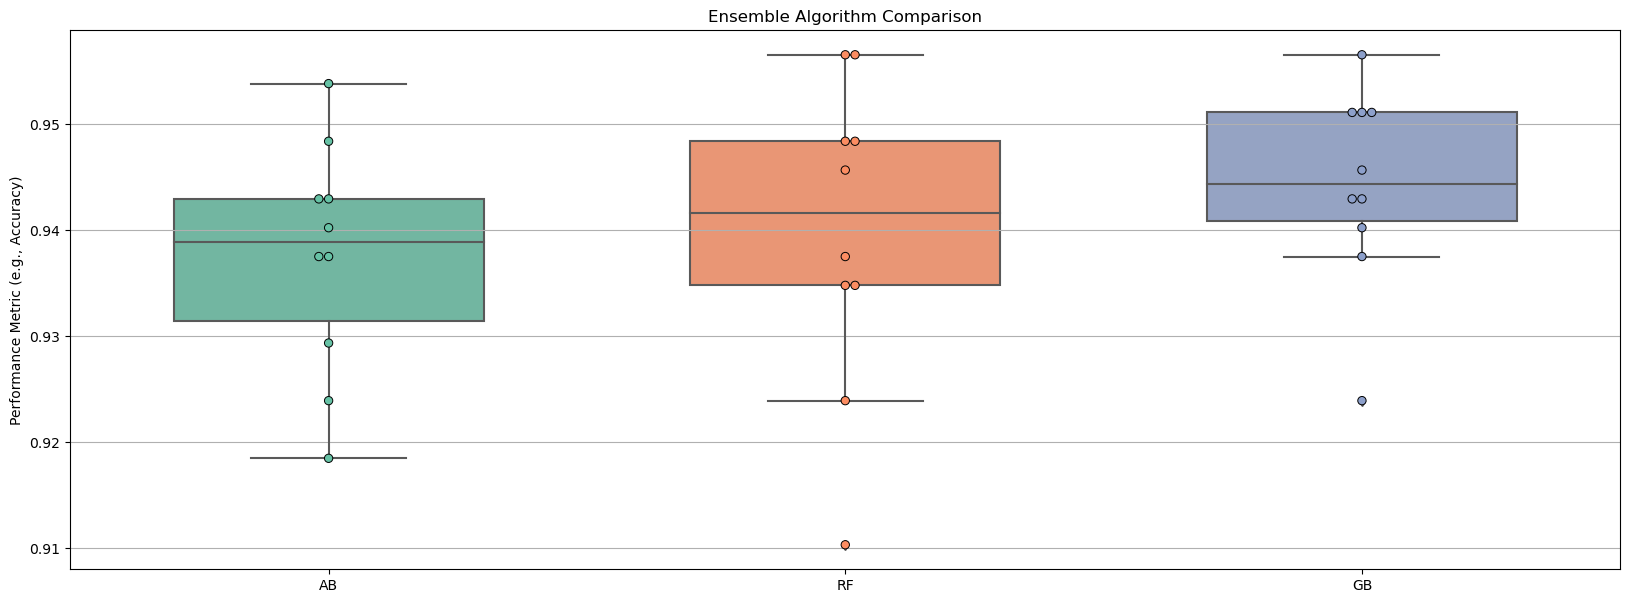 Ensemble Algorithm Comparison
Performance Metric (e.g., Accuracy)
0.95
0.94
0.93
0.92
0.91
AB
RF
GB